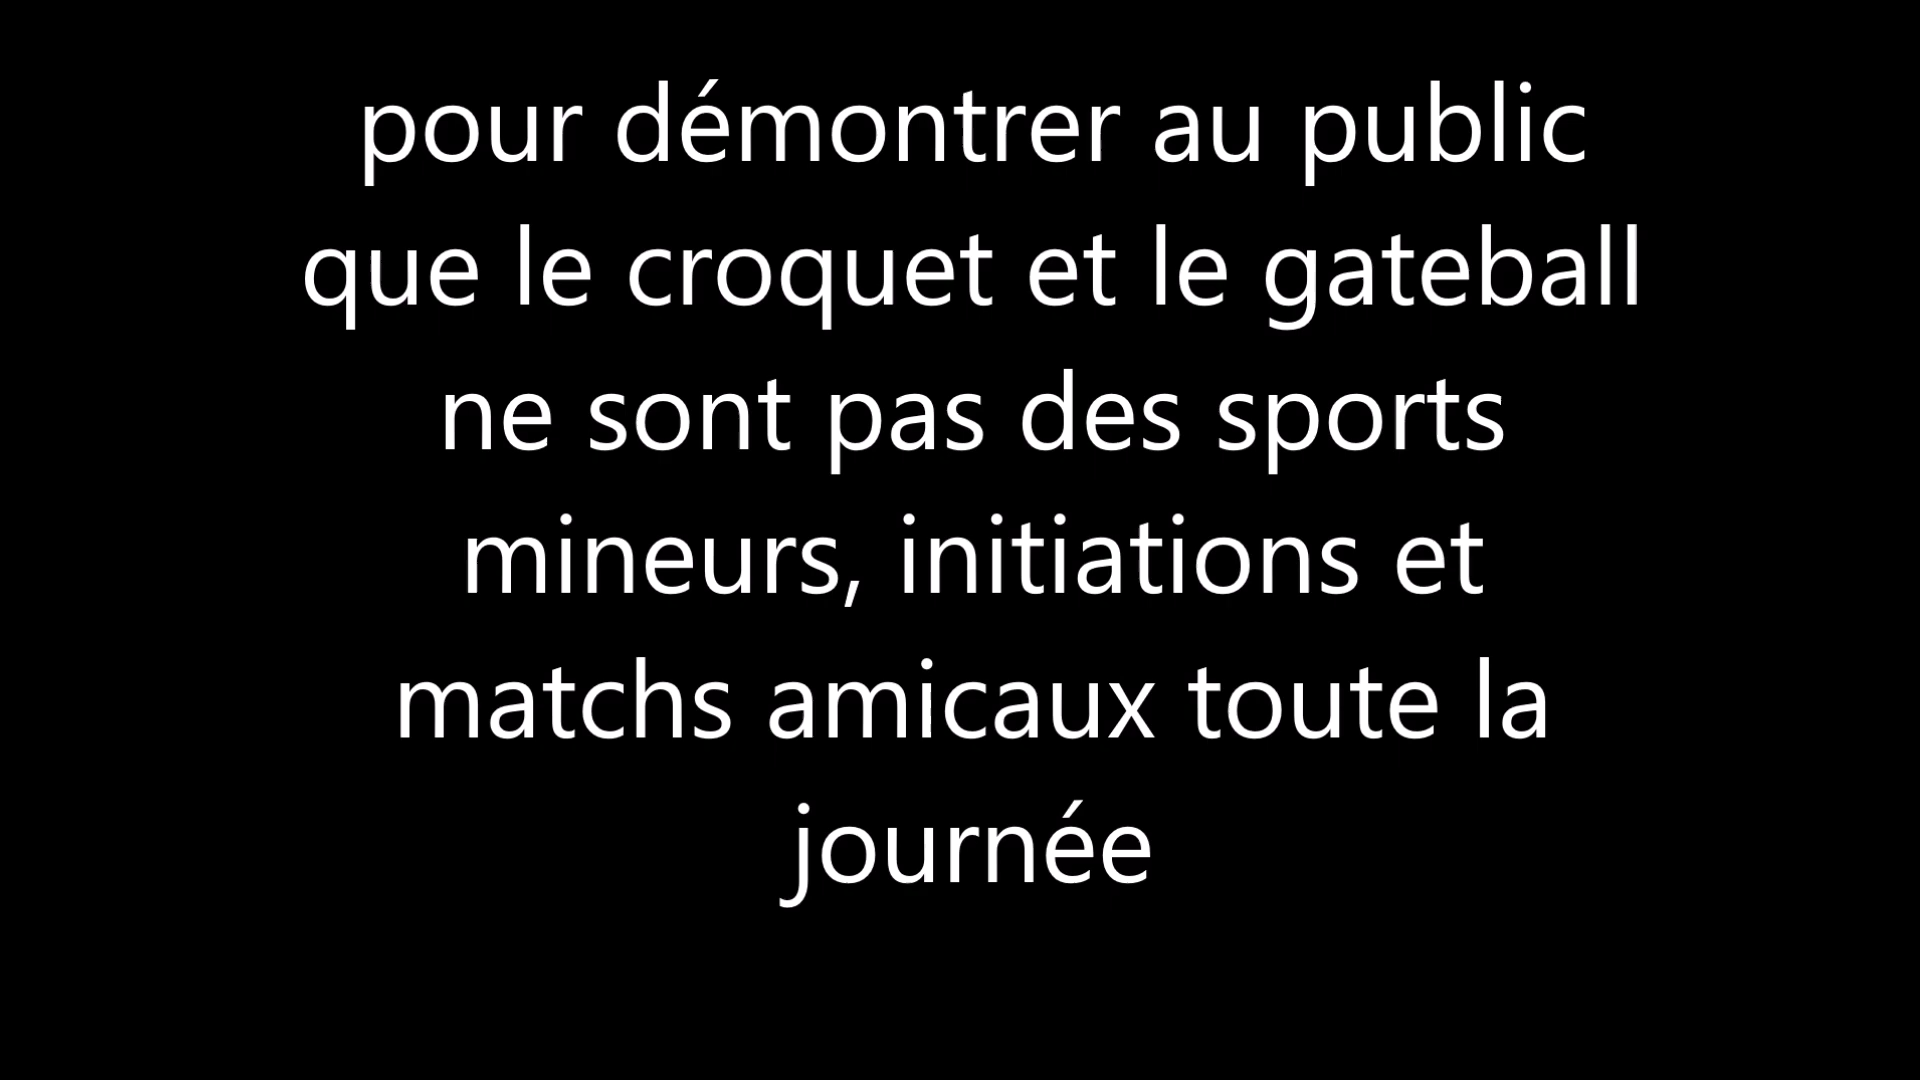 pour démontrer au public
que le croquet et le gateball
ne sont pas des sports
mineurs, initiations et
matchs amicaux toute la
journée